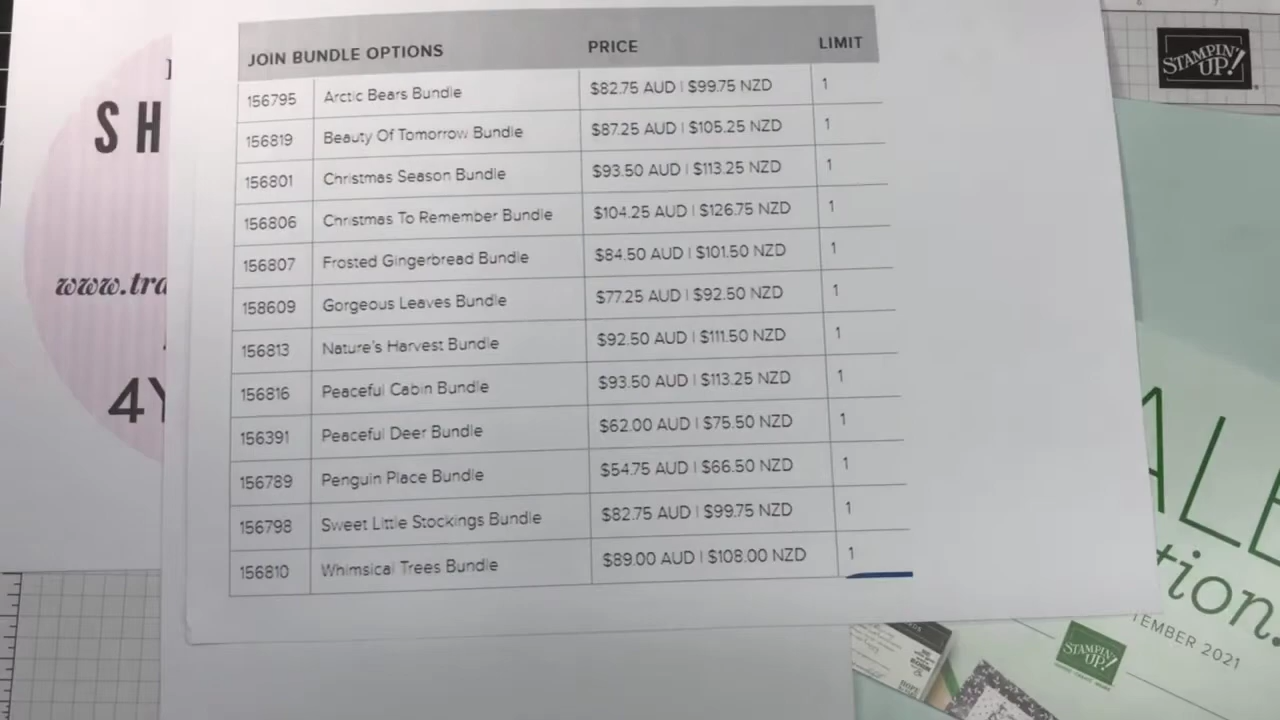 JOIN BUNDLE OPTIONS PRICE LIMIT
156795 Arctic Bears Bundle $82.75 AUD | $99.75 NZD 1
156819 Beauty Of Tomorrow Bundle $87.25 AUD | $105.25 NZD 1
156801 Christmas Season Bundle $93.50 AUD | $113.25 NZD 1
156806 Christmas To Remember Bundle $104.25 AUD | $126.75 NZD 1
156807 Frosted Gingerbread Bundle $84.50 AUD | $101.50 NZD 1
158609 Gorgeous Leaves Bundle $77.25 AUD | $92.50 NZD 1
156813 Nature's Harvest Bundle $92.50 AUD | $111.50 NZD 1
156816 Peaceful Cabin Bundle $93.50 AUD | $113.25 NZD 1
156391 Peaceful Deer Bundle $62.00 AUD | $75.50 NZD 1
156789 Penguin Place Bundle $54.75 AUD | $66.50 NZD 1
156798 Sweet Little Stockings Bundle $82.75 AUD | $99.75 NZD 1
156810 Whimsical Trees Bundle $89.00 AUD | $108.00 NZD 1
SH
www.tra
4Y
STAMPIN' UP!
ALE
tion.
TEMBER 2021
STAMPIN' UP!